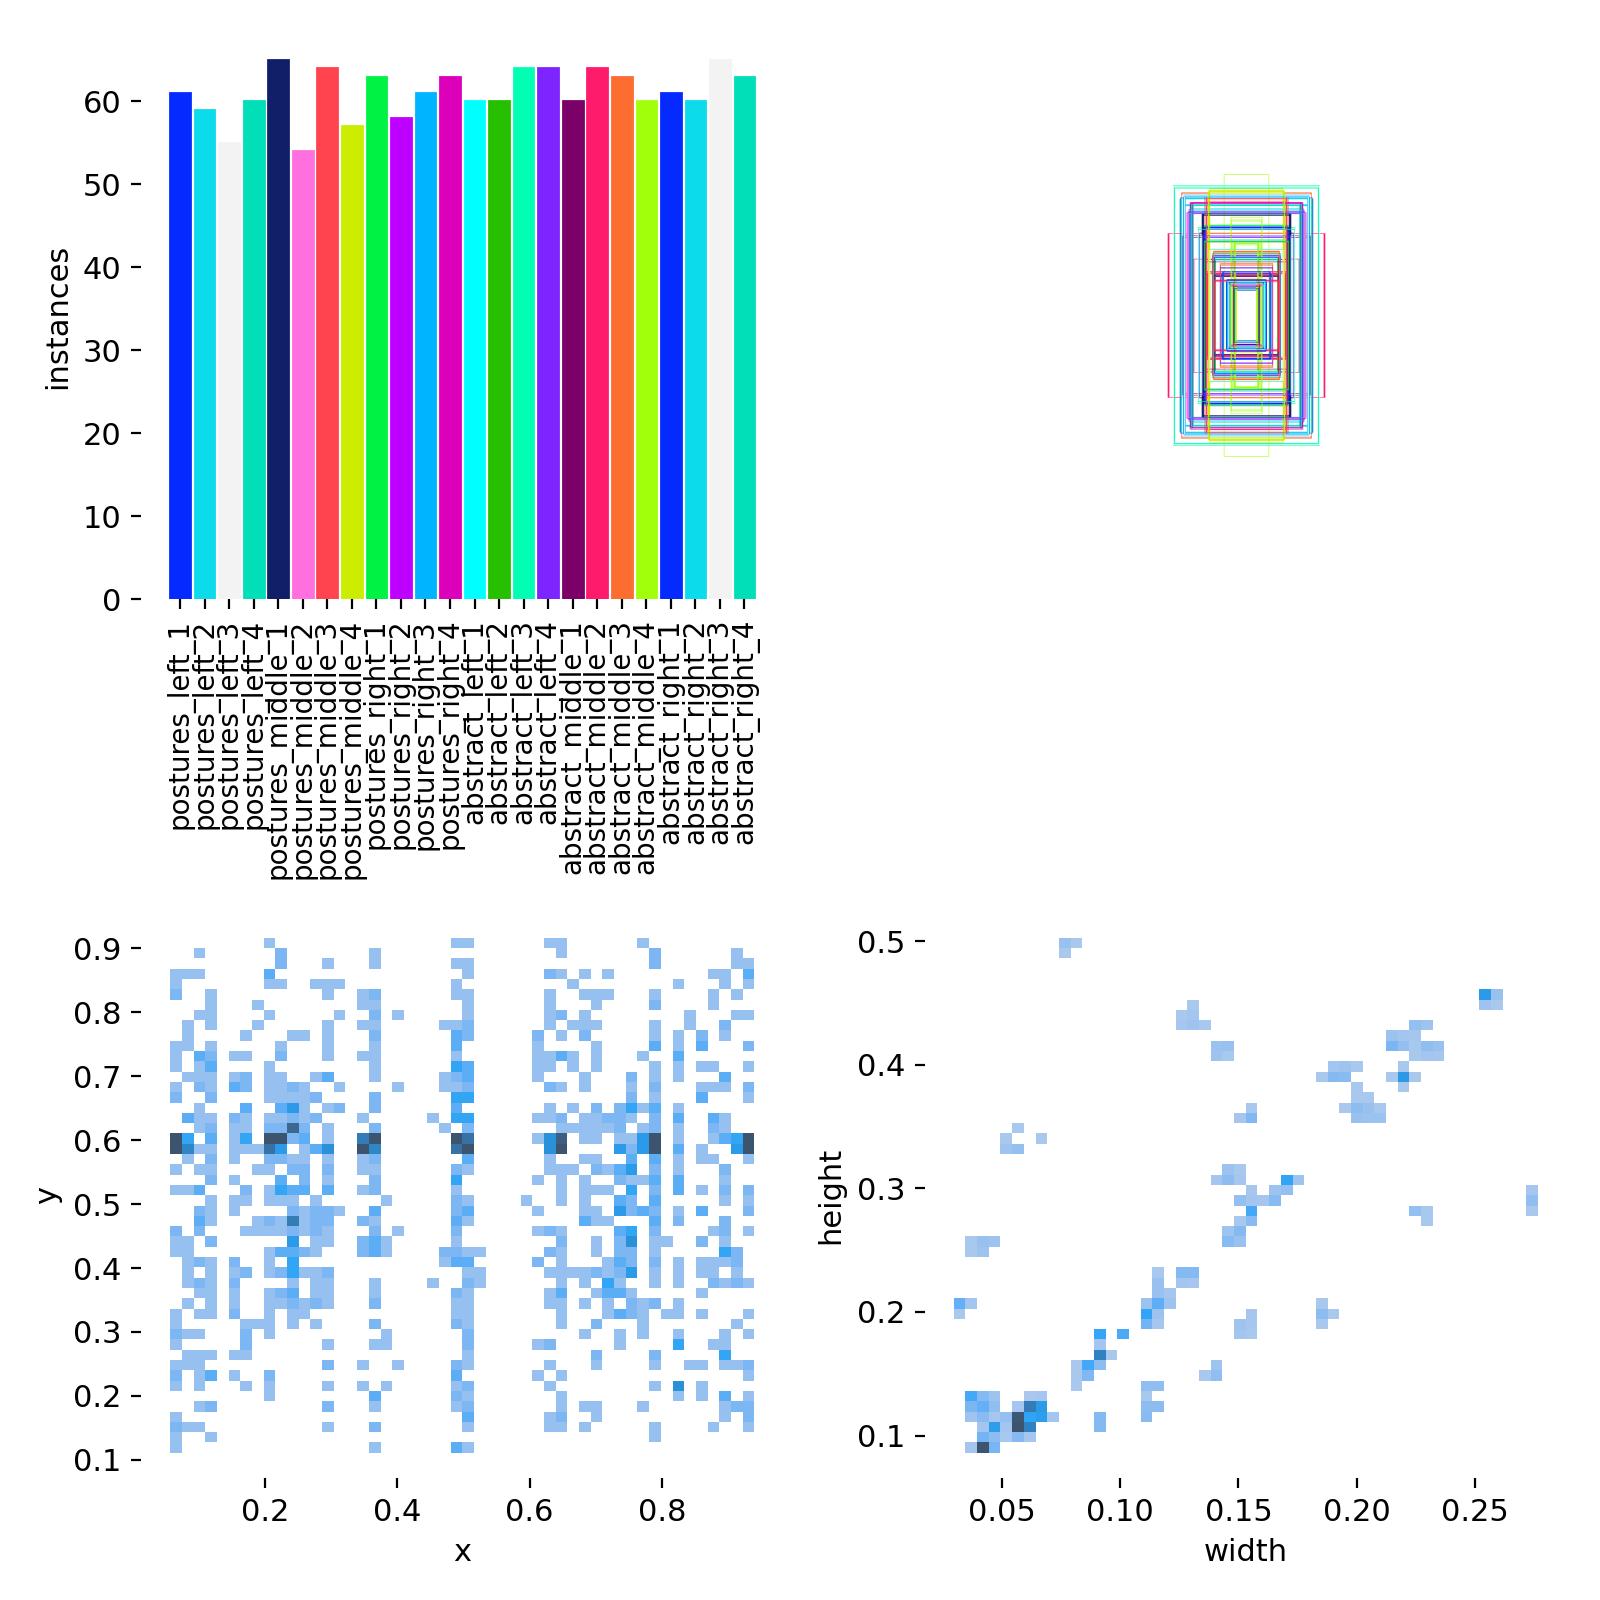 instances
60
50
40
30
20
10
0
postures_left_1
postures_left_2
postures_left_3
postures_left_4
postures_middle_1
postures_middle_2
postures_middle_3
postures_middle_4
postures_right_1
postures_right_2
postures_right_3
postures_right_4
abstract_left_1
abstract_left_2
abstract_left_3
abstract_left_4
abstract_middle_1
abstract_middle_2
abstract_middle_3
abstract_middle_4
abstract_right_1
abstract_right_2
abstract_right_3
abstract_right_4
y
0.9
0.8
0.7
0.6
0.5
0.4
0.3
0.2
0.1
0.2 0.4 0.6 0.8
x
height
0.5
0.4
0.3
0.2
0.1
0.05 0.10 0.15 0.20 0.25
width